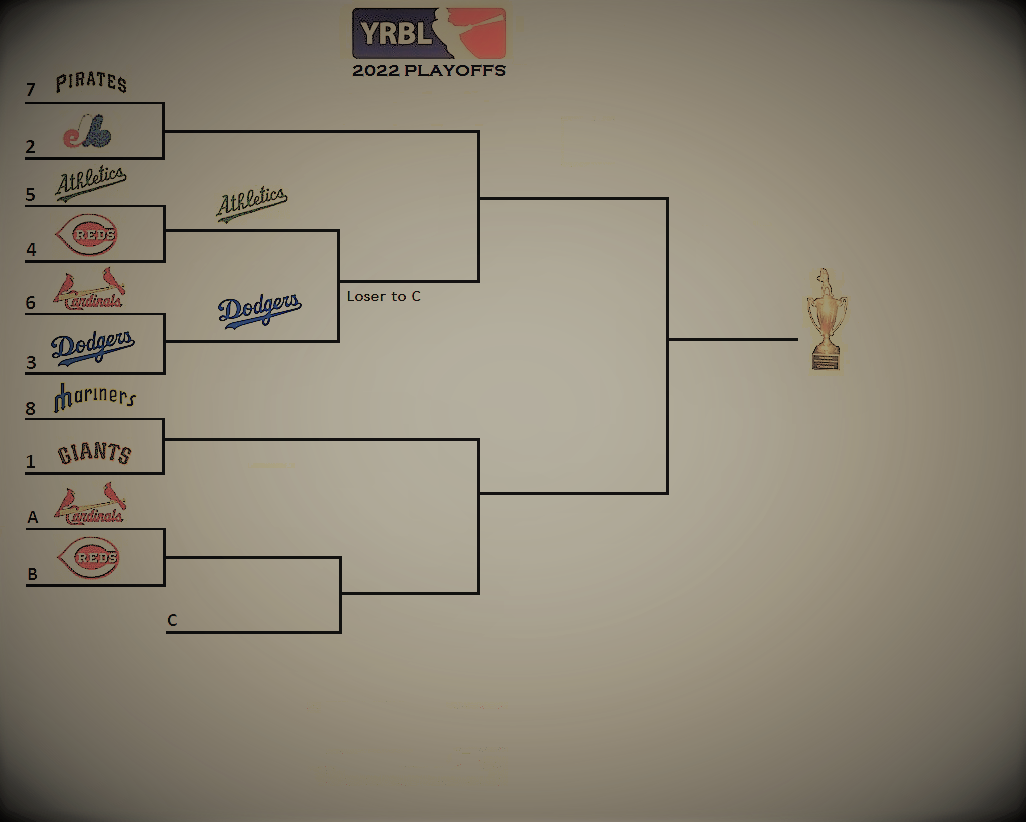 YRBL
2022 PLAYOFFS
7 PIRATES
2
5 Athletics
Athletics
4 REDS
6 Cardinals
Loser to C
Dodgers
3 Dodgers
8 mariners
1 GIANTS
A Cardinals
B REDS
C